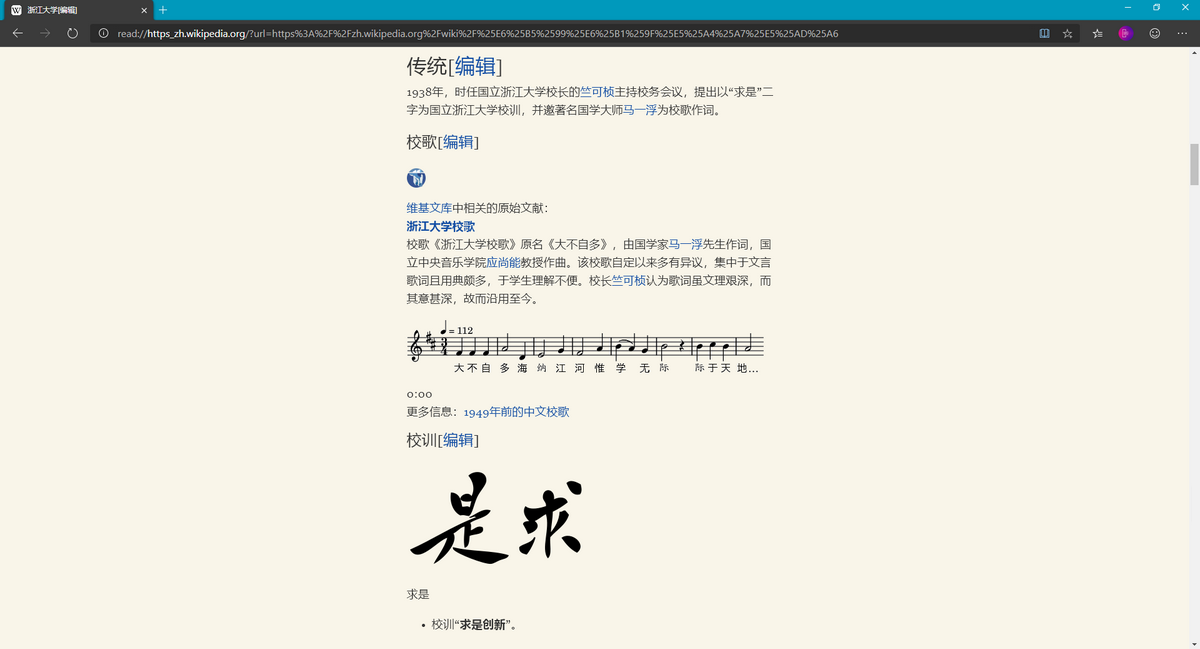 浙江大学[编辑]
read://https_zh.wikipedia.org/?url=https%3A%2F%2Fzh.wikipedia.org%2Fwiki%2F%25E6%25B5%2599%25E6%25B1%259F%25E5%25A4%25A7%25E5%25AD%25A6
传统[编辑]
1938年，时任国立浙江大学校长的竺可桢主持校务会议，提出以“求是”二
字为国立浙江大学校训，并邀著名国学大师马一浮为校歌作词。
校歌[编辑]
维基文库中相关的原始文献：
浙江大学校歌
校歌《浙江大学校歌》原名《大不自多》，由国学家马一浮先生作词，国
立中央音乐学院应尚能教授作曲。该校歌自定以来多有异议，集中于文言
歌词且用典颇多，于学生理解不便。校长竺可桢认为歌词虽文理艰深，而
其意甚深，故而沿用至今。
= 112
大 不 自 多 海 纳 江 河 惟 学 无 际 际 于 天 地...
0:00
更多信息：1949年前的中文校歌
校训[编辑]
是求
求是
• 校训“求是创新”。